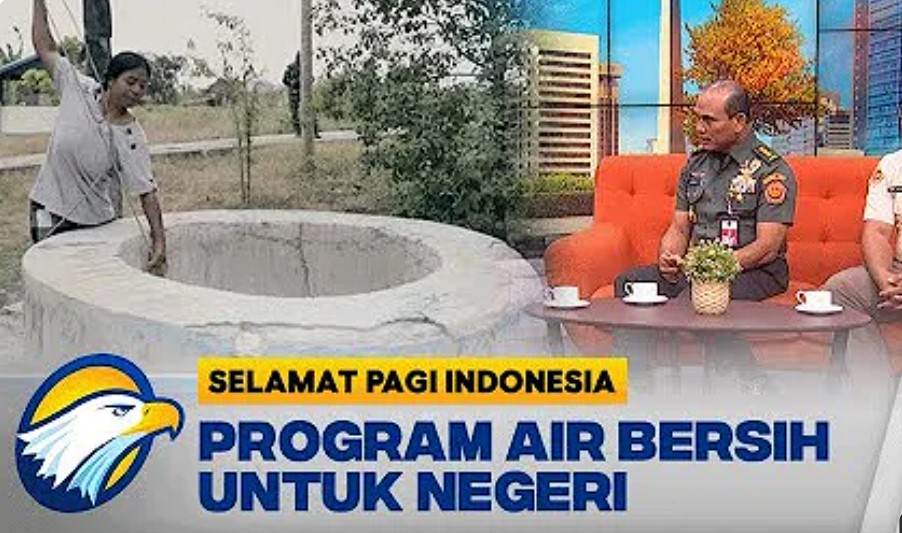 SELAMAT PAGI INDONESIA
PROGRAM AIR BERSIH
UNTUK NEGERI